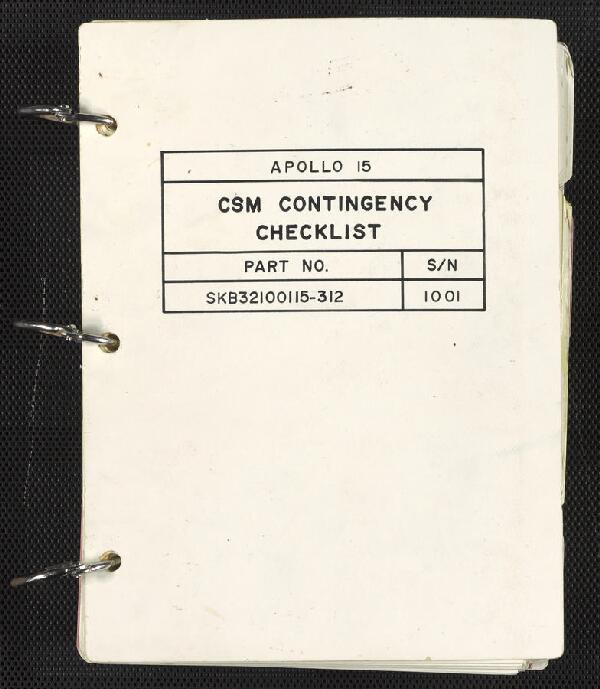 APOLLO 15
CSM CONTINGENCY
CHECKLIST
PART NO. S/N
SKB32100115-312 1001